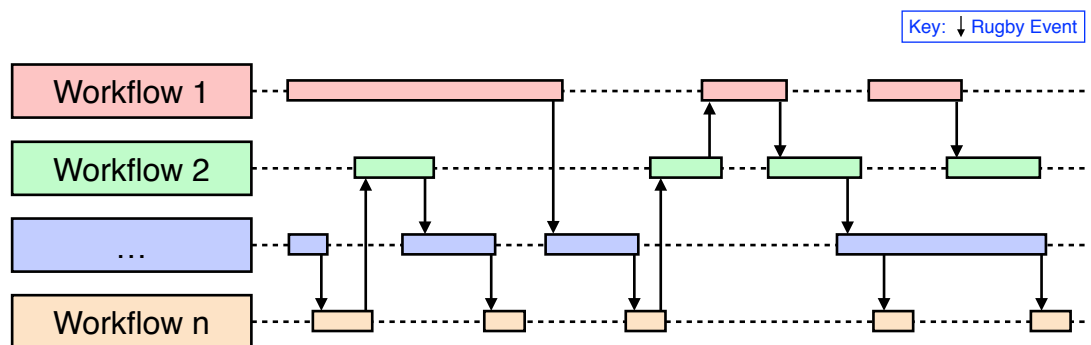 Key: ↓ Rugby Event
Workflow 1
Workflow 2
...
Workflow n